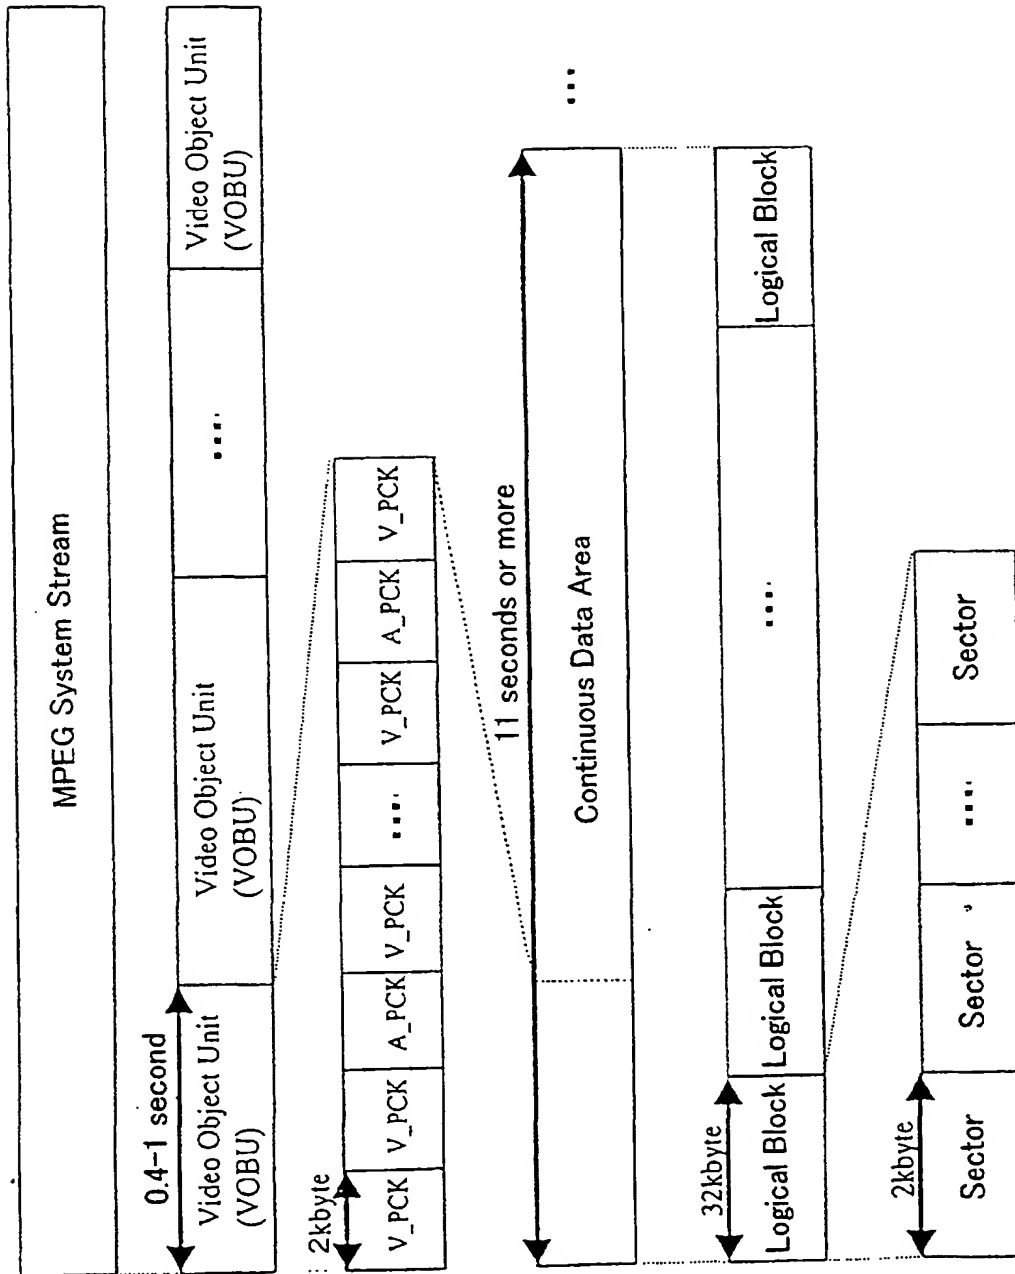 MPEG System Stream
0.4-1 second
Video Object Unit
(VOBU)
Video Object Unit
(VOBU)
....
Video Object Unit
(VOBU)
2kbyte
V_PCK
V_PCK
A_PCK
V_PCK
....
V_PCK
A_PCK
V_PCK
11 seconds or more
Continuous Data Area
...
32kbyte
Logical Block
Logical Block
....
Logical Block
2kbyte
Sector
Sector
....
Sector